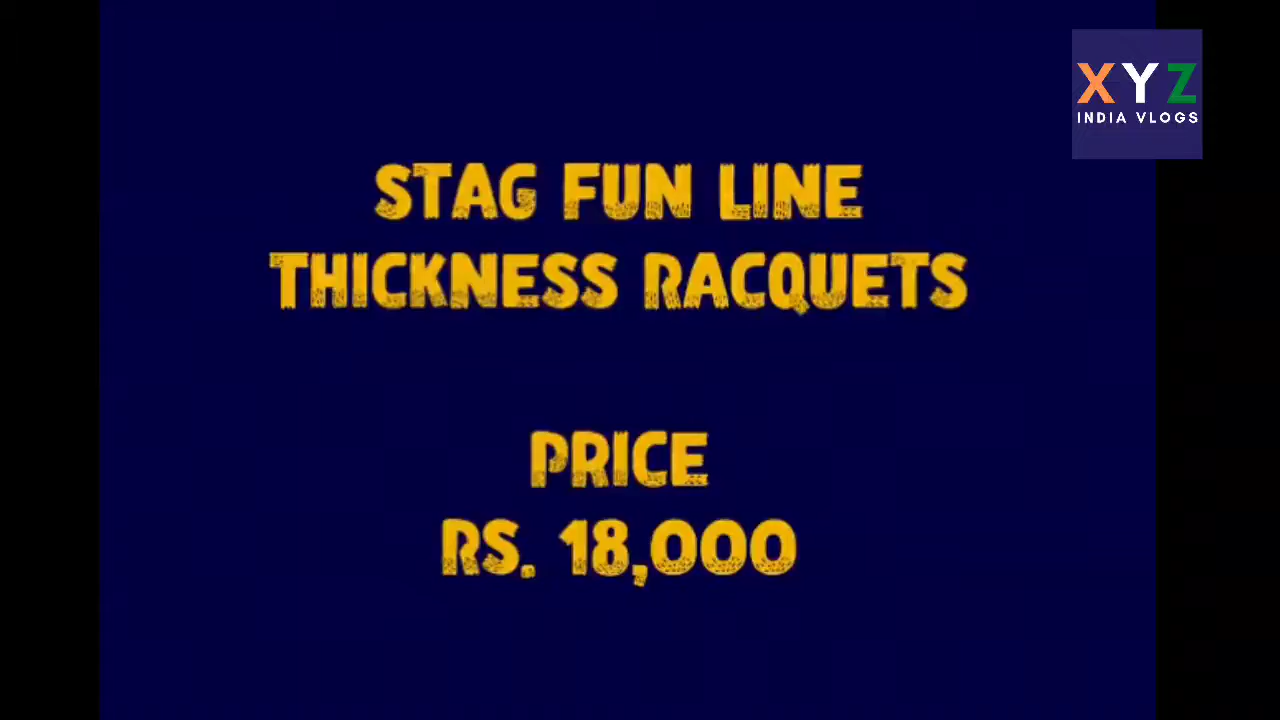 XYZ
INDIA VLOGS
STAG FUN LINE
THICKNESS RACQUETS
PRICE
RS. 18,000